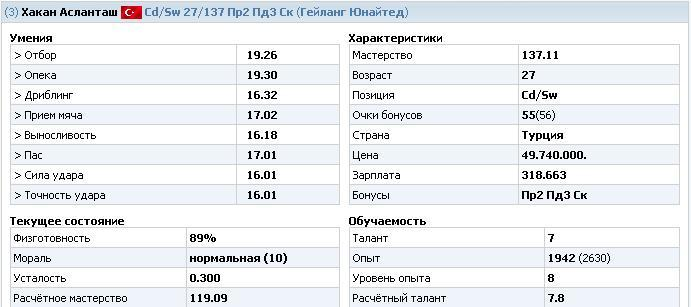 (3) Хакан Асланташ Cd/Sw 27/137 Пр2 Пд3 Ск (Гейланг Юнайтед)
Умения
> Отбор 19.26
> Опека 19.30
> Дриблинг 16.32
> Прием мяча 17.02
> Выносливость 16.18
> Пас 17.01
> Сила удара 16.01
> Точность удара 16.01
Характеристики
Мастерство 137.11
Возраст 27
Позиция Cd/Sw
Очки бонусов 55(56)
Страна Турция
Цена 49.740.000.
Зарплата 318.663
Бонусы Пр2 Пд3 Ск
Текущее состояние
Физготовность 89%
Мораль нормальная (10)
Усталость 0.300
Расчётное мастерство 119.09
Обучаемость
Талант 7
Опыт 1942 (2630)
Уровень опыта 8
Расчётный талант 7.8